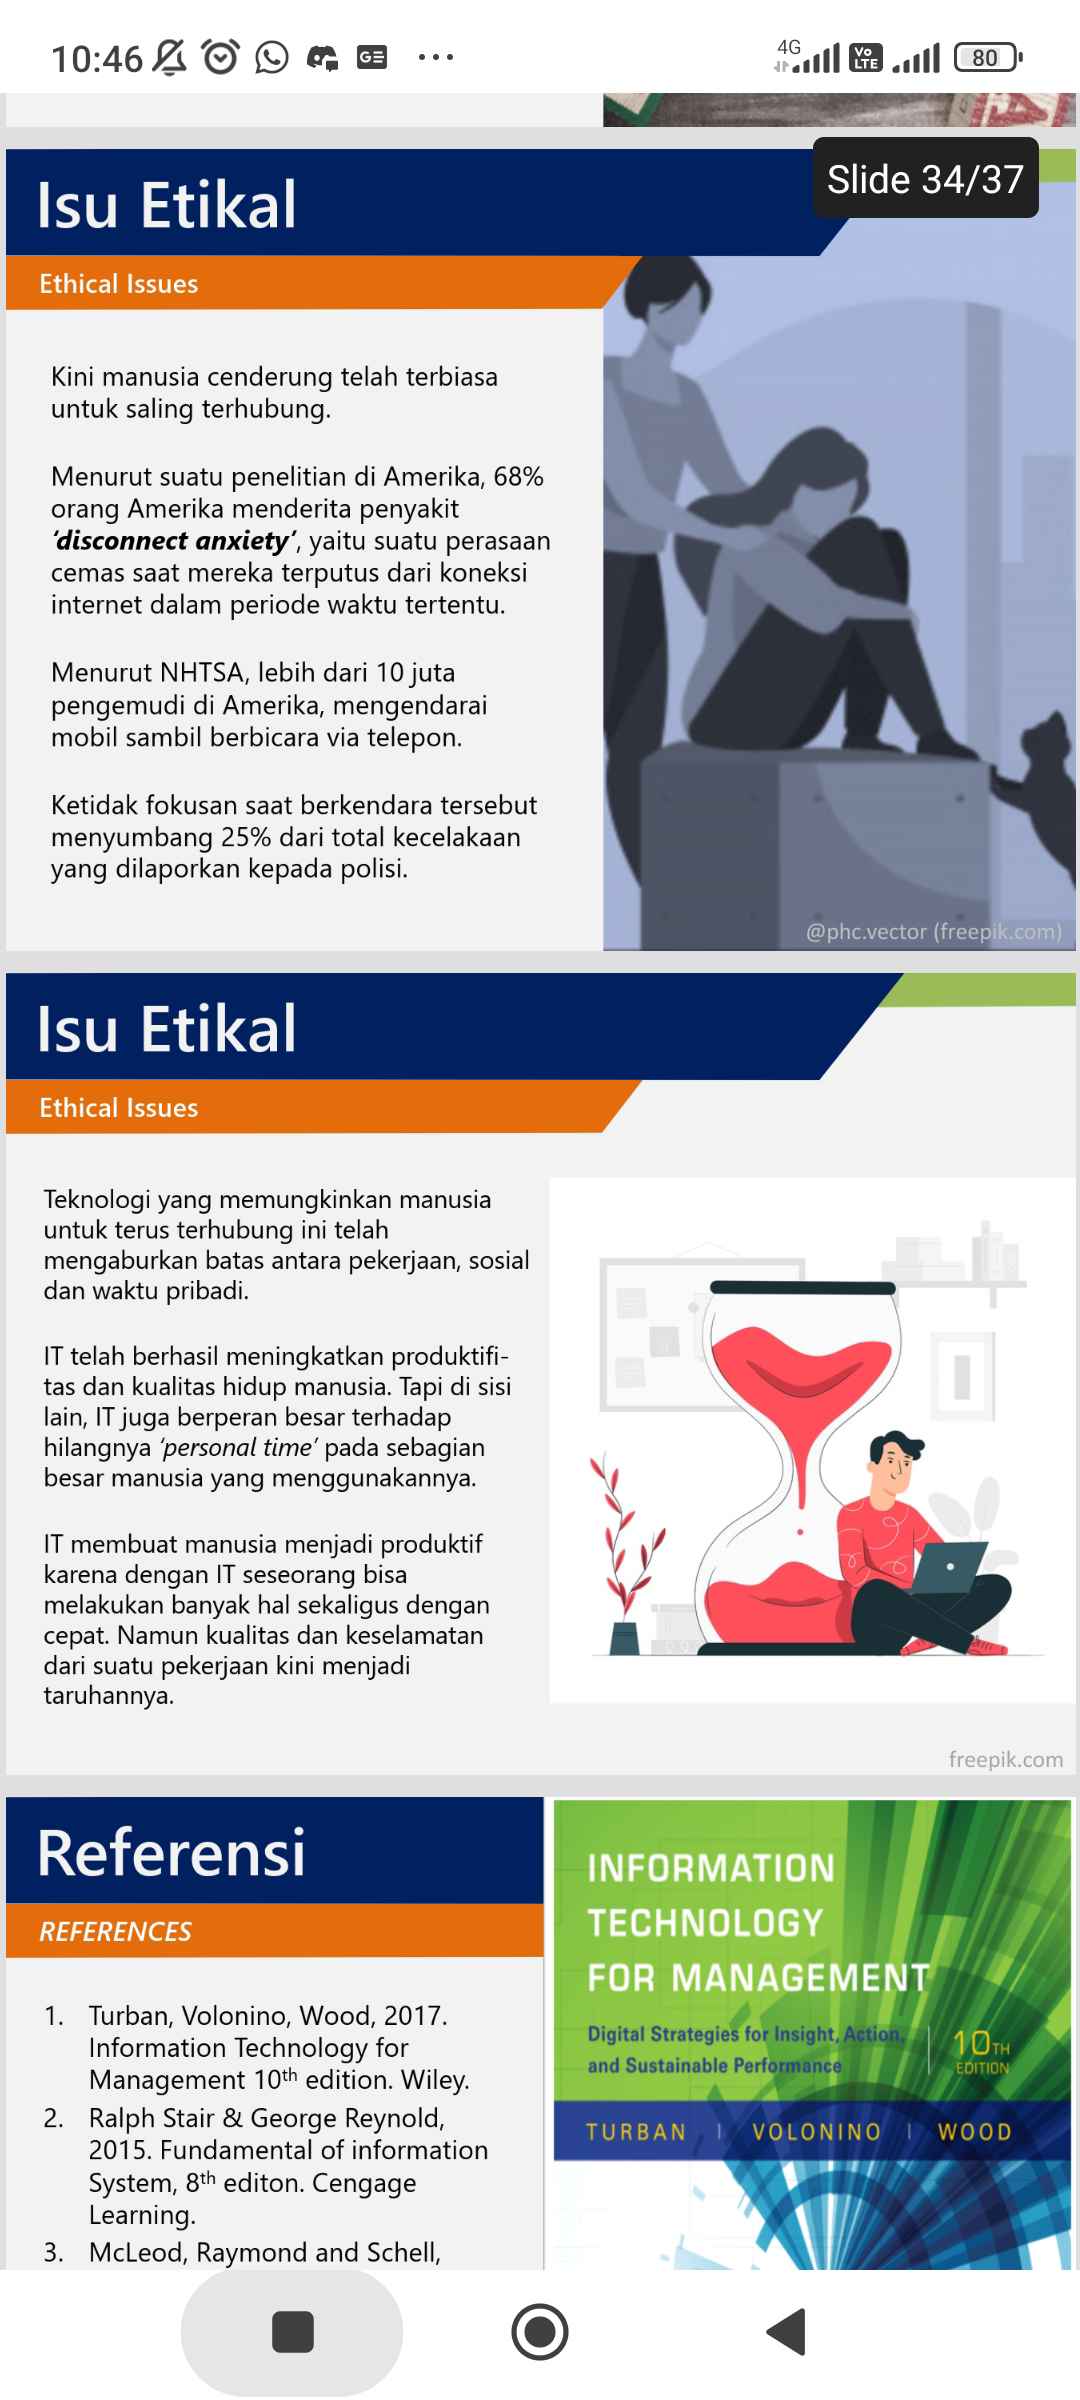 10:46
4G
Vo
LTE
80
Slide 34/37
Isu Etikal
Ethical Issues
Kini manusia cenderung telah terbiasa
untuk saling terhubung.
Menurut suatu penelitian di Amerika, 68%
orang Amerika menderita penyakit
‘disconnect anxiety’, yaitu suatu perasaan
cemas saat mereka terputus dari koneksi
internet dalam periode waktu tertentu.
Menurut NHTSA, lebih dari 10 juta
pengemudi di Amerika, mengendarai
mobil sambil berbicara via telepon.
Ketidak fokusan saat berkendara tersebut
menyumbang 25% dari total kecelakaan
yang dilaporkan kepada polisi.
@phc.vector (freepik.com)
Isu Etikal
Ethical Issues
Teknologi yang memungkinkan manusia
untuk terus terhubung ini telah
mengaburkan batas antara pekerjaan, sosial
dan waktu pribadi.
IT telah berhasil meningkatkan produktifi-
tas dan kualitas hidup manusia. Tapi di sisi
lain, IT juga berperan besar terhadap
hilangnya ‘personal time’ pada sebagian
besar manusia yang menggunakannya.
IT membuat manusia menjadi produktif
karena dengan IT seseorang bisa
melakukan banyak hal sekaligus dengan
cepat. Namun kualitas dan keselamatan
dari suatu pekerjaan kini menjadi
taruhannya.
freepik.com
Referensi
REFERENCES
1. Turban, Volonino, Wood, 2017.
Information Technology for
Management 10th edition. Wiley.
2. Ralph Stair & George Reynold,
2015. Fundamental of information
System, 8th editon. Cengage
Learning.
3. McLeod, Raymond and Schell,
INFORMATION
TECHNOLOGY
FOR MANAGEMENT
Digital Strategies for Insight, Action,
and Sustainable Performance
10TH
EDITION
TURBAN | VOLONINO | WOOD